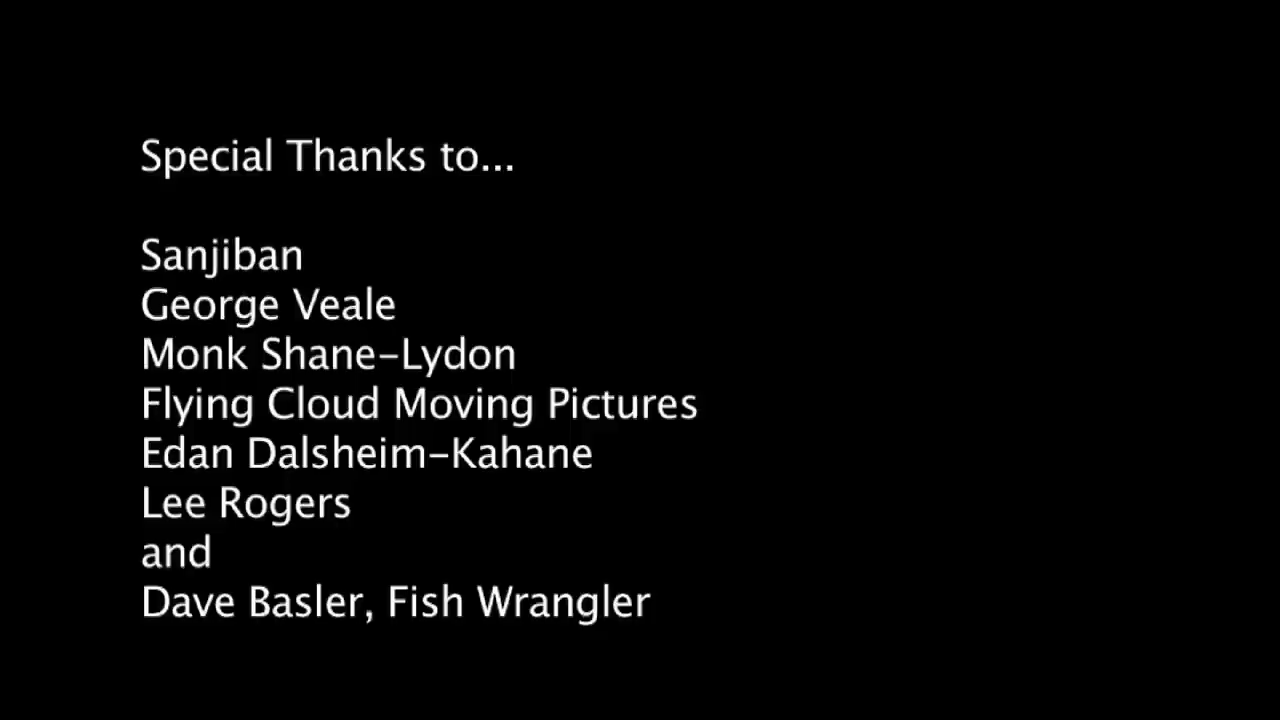 Special Thanks to...
Sanjiban
George Veale
Monk Shane-Lydon
Flying Cloud Moving Pictures
Edan Dalsheim-Kahane
Lee Rogers
and
Dave Basler, Fish Wrangler